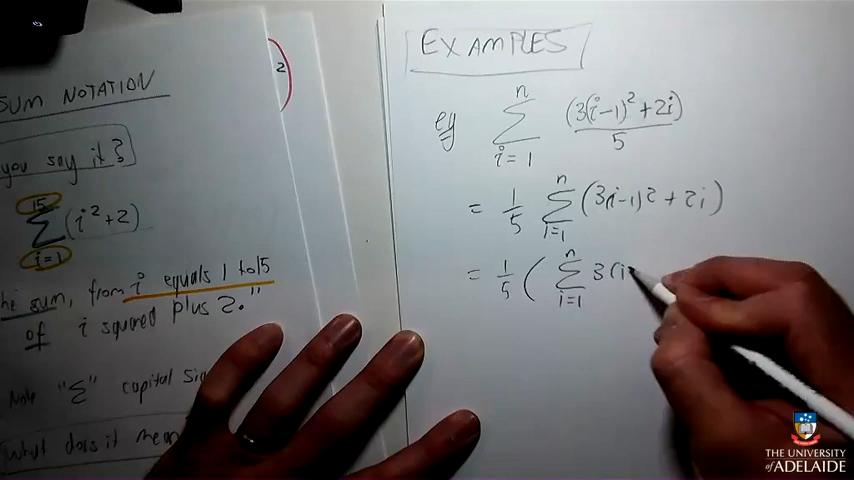 SUM NOTATION
you say it?
15
Σ (i² + 2)
i=1
he sum, from i equals 1 to 15
of i squared plus 2."
Note "Σ" capital Sig
What does it mean
2
EXAMPLES
eg n
Σ (3(i-1)² + 2i)
i=1 5
= 1/5 n Σ i=1 (3(i-1)² + 2i)
= 1/5 ( n Σ i=1 3(i
THE UNIVERSITY
of ADELAIDE